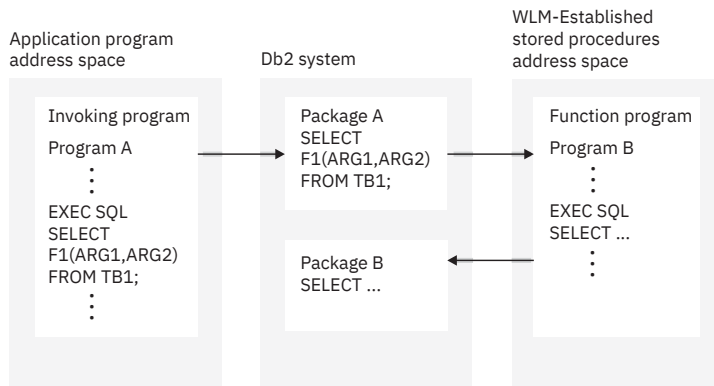 Application program
address space
Invoking program
Program A
EXEC SQL
SELECT
F1(ARG1,ARG2)
FROM TB1;
Db2 system
Package A
SELECT
F1(ARG1,ARG2)
FROM TB1;
Package B
SELECT ...
WLM-Established
stored procedures
address space
Function program
Program B
EXEC SQL
SELECT ...